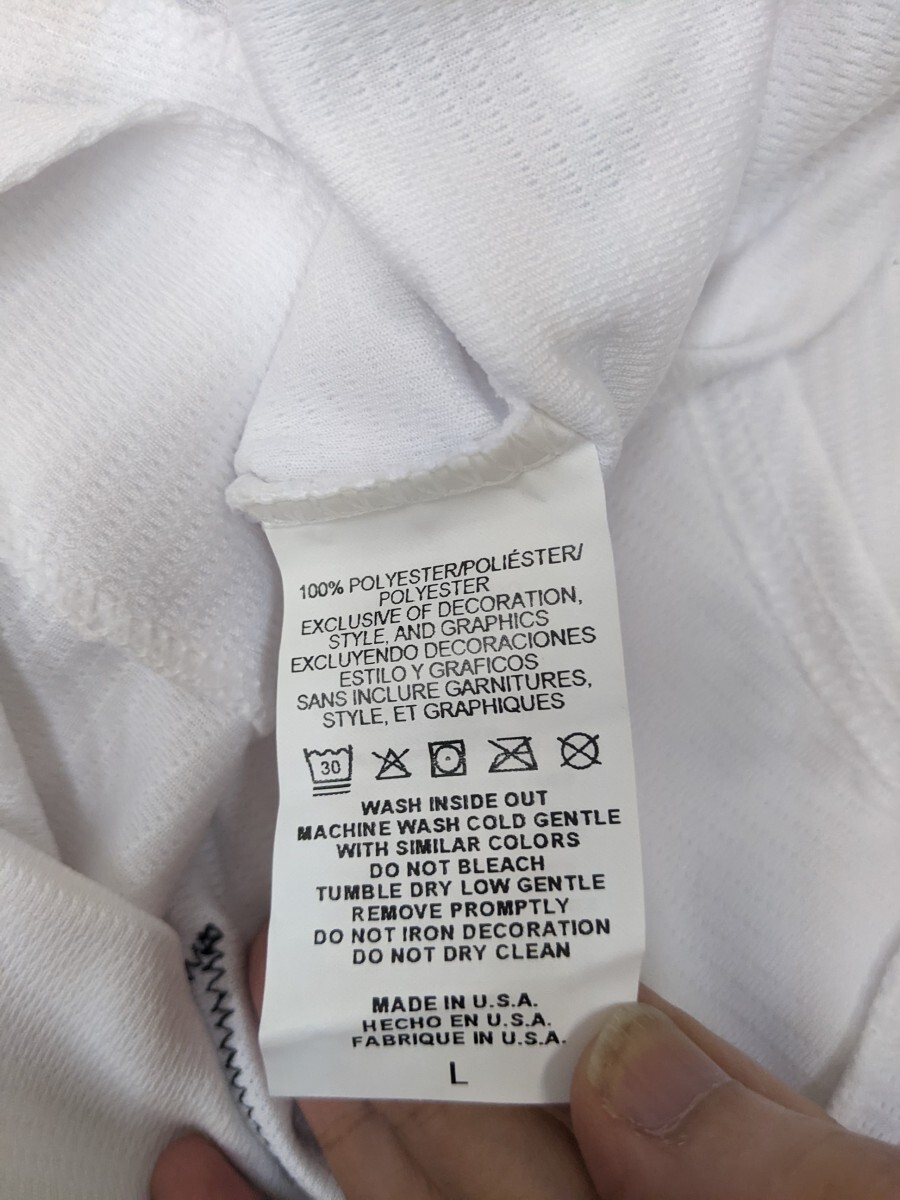 100% POLYESTER/POLIÉSTER/
POLYESTER
EXCLUSIVE OF DECORATION,
STYLE, AND GRAPHICS
EXCLUYENDO DECORACIONES
ESTILO Y GRAFICOS
SANS INCLURE GARNITURES,
STYLE, ET GRAPHIQUES
30
WASH INSIDE OUT
MACHINE WASH COLD GENTLE
WITH SIMILAR COLORS
DO NOT BLEACH
TUMBLE DRY LOW GENTLE
REMOVE PROMPTLY
DO NOT IRON DECORATION
DO NOT DRY CLEAN
MADE IN U.S.A.
HECHO EN U.S.A.
FABRIQUE IN U.S.A.
L